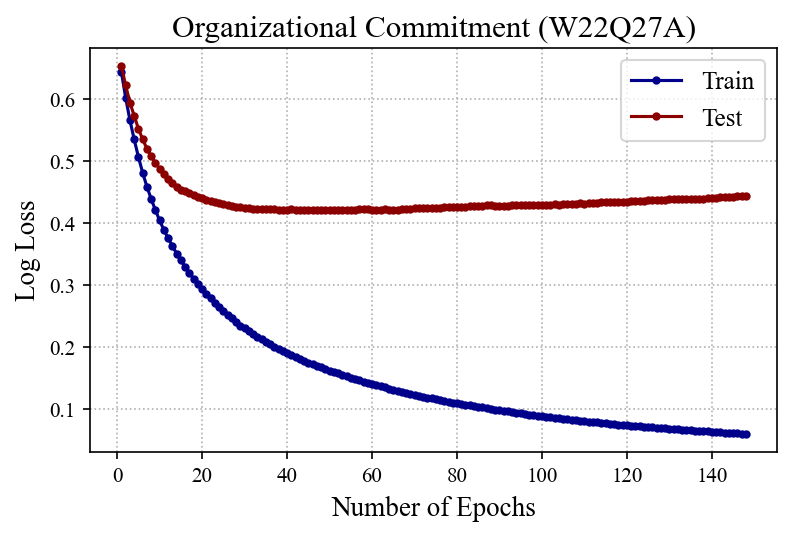 Organizational Commitment (W22Q27A)
Train
Test
Log Loss
0.6
0.5
0.4
0.3
0.2
0.1
0 20 40 60 80 100 120 140
Number of Epochs